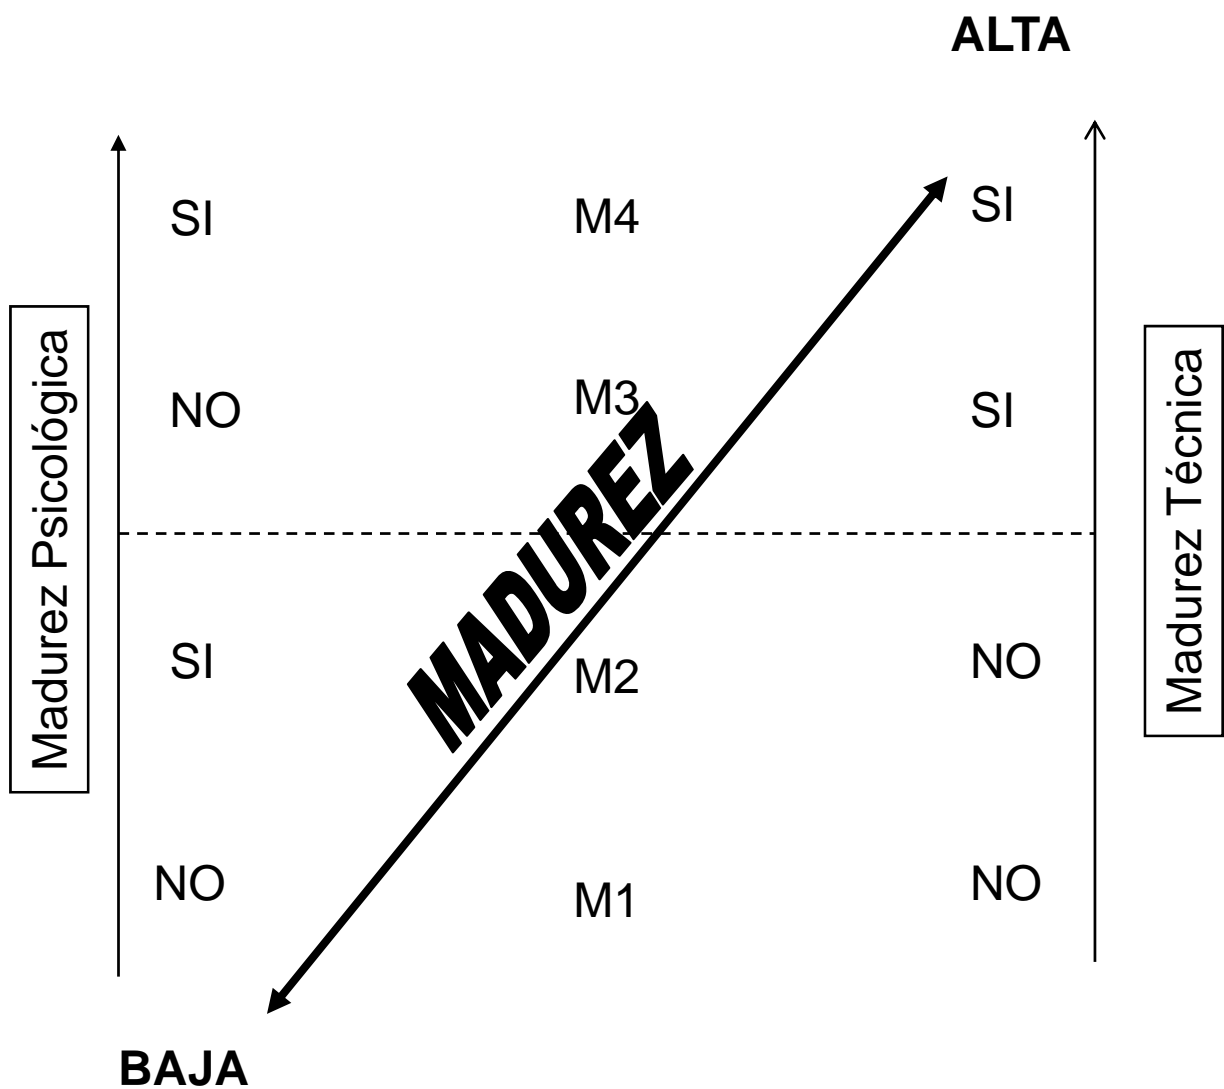 ALTA
SI
M4
SI
NO
M3
SI
Madurez Psicológica
MADUREZ
Madurez Técnica
SI
M2
NO
NO
M1
NO
BAJA